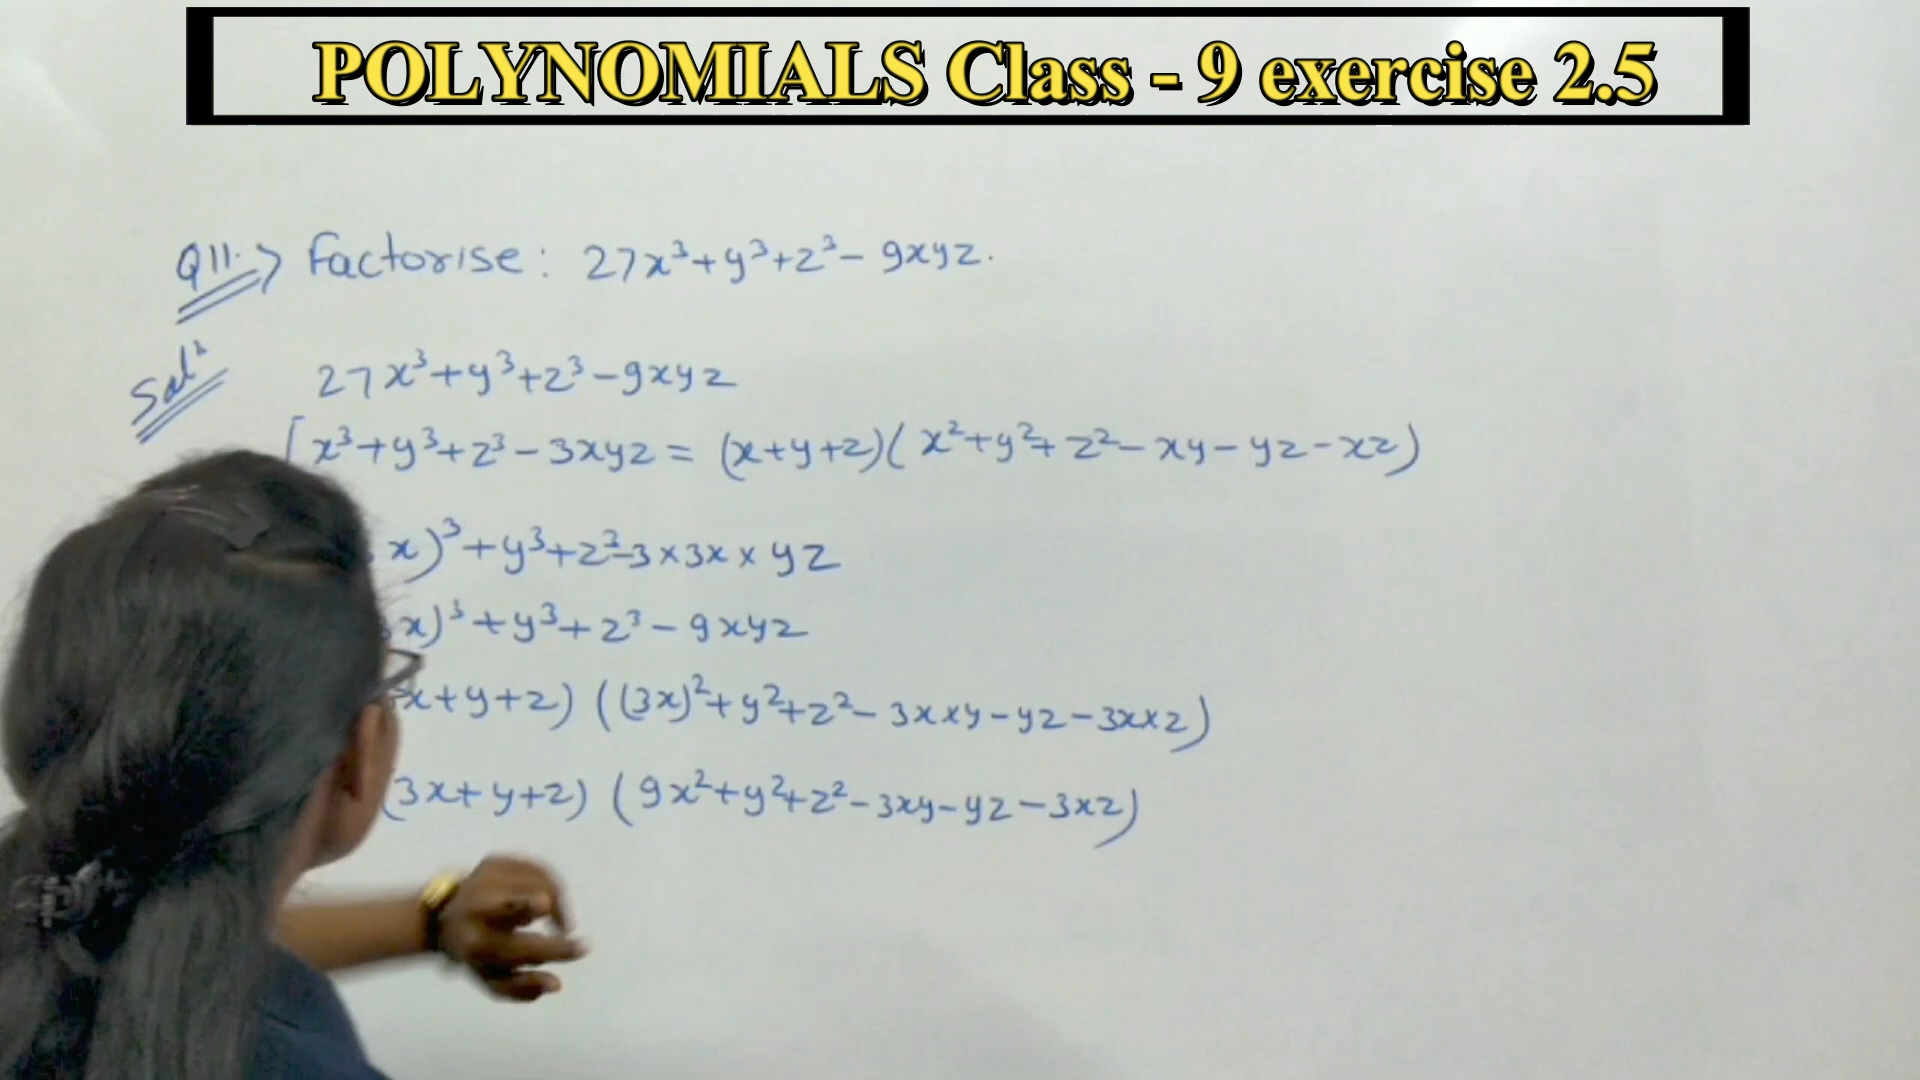 POLYNOMIALS Class - 9 exercise 2.5
Q11.> Factorise: 27x³+y³+z³- 9xyz.
Solⁿ
27x³+y³+z³-9xyz
[x³+y³+z³-3xyz = (x+y+z)(x²+y²+z²-xy-yz-xz)
x)³+y³+z³-3×3x×yz
x)³+y³+z³-9xyz
x+y+z) ((3x)²+y²+z²-3x×y-yz-3x×z)
(3x+y+z) (9x²+y²+z²-3xy-yz-3xz)